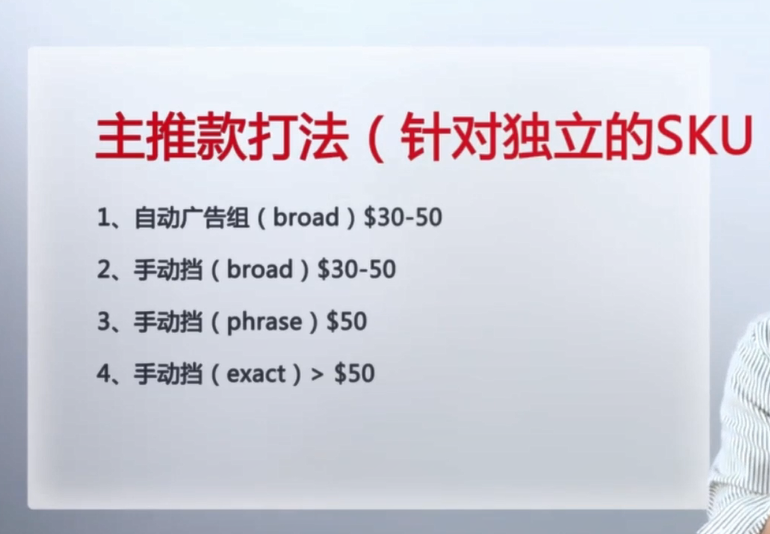 主推款打法（针对独立的SKU
1、自动广告组（broad）$30-50
2、手动挡（broad）$30-50
3、手动挡（phrase）$50
4、手动挡（exact）> $50